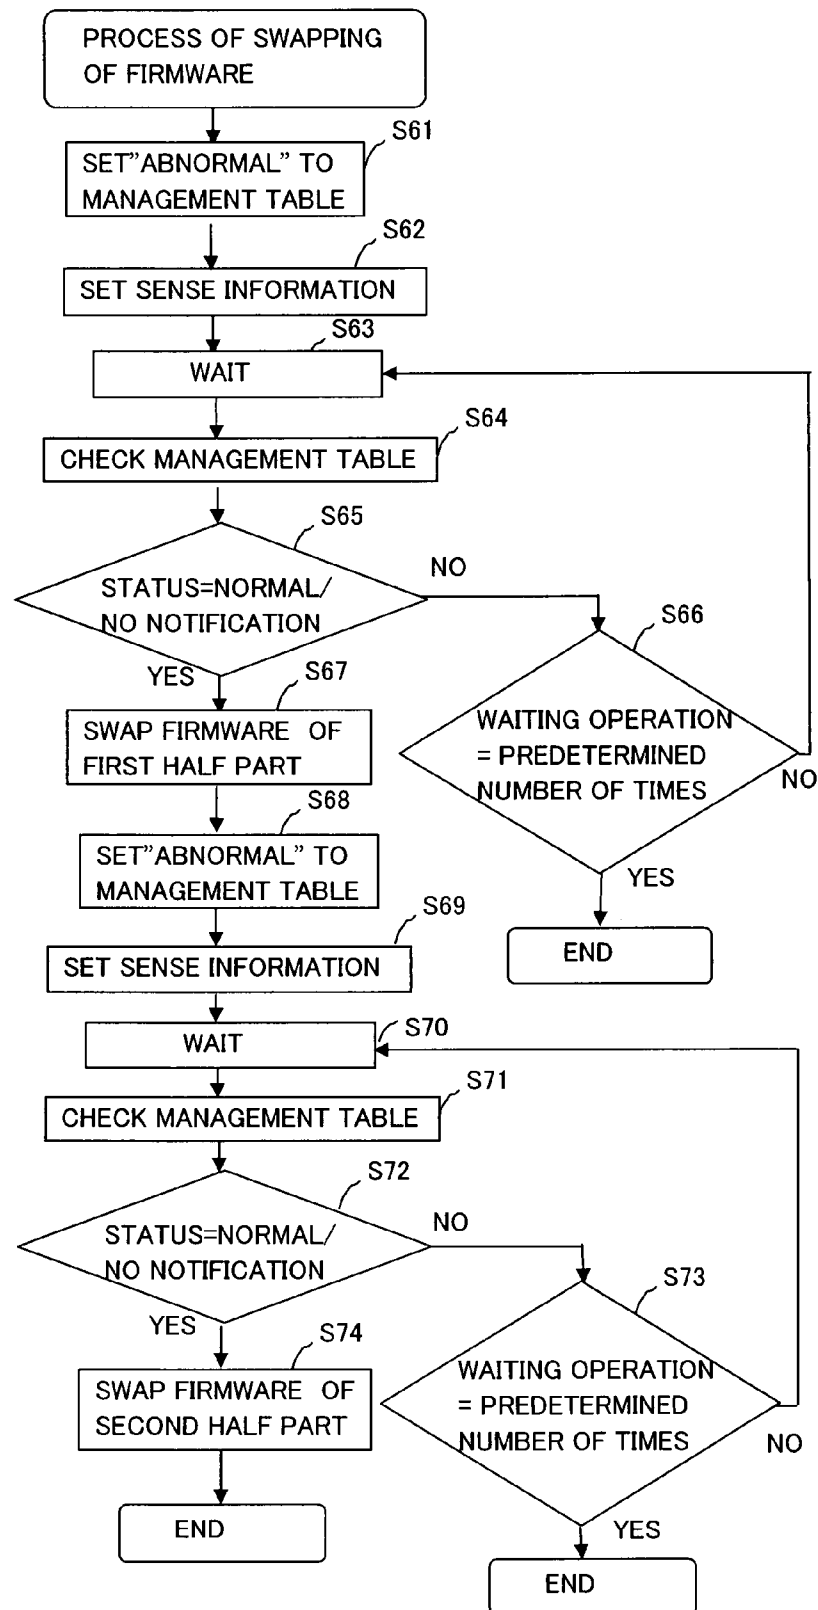 PROCESS OF SWAPPING
OF FIRMWARE
S61
SET"ABNORMAL" TO
MANAGEMENT TABLE
S62
SET SENSE INFORMATION
S63
WAIT
S64
CHECK MANAGEMENT TABLE
S65
STATUS=NORMAL/
NO NOTIFICATION
NO
YES
S66
WAITING OPERATION
= PREDETERMINED
NUMBER OF TIMES
NO
YES
END
S67
SWAP FIRMWARE OF
FIRST HALF PART
S68
SET"ABNORMAL" TO
MANAGEMENT TABLE
S69
SET SENSE INFORMATION
S70
WAIT
S71
CHECK MANAGEMENT TABLE
S72
STATUS=NORMAL/
NO NOTIFICATION
NO
YES
S73
WAITING OPERATION
= PREDETERMINED
NUMBER OF TIMES
NO
YES
END
S74
SWAP FIRMWARE OF
SECOND HALF PART
END